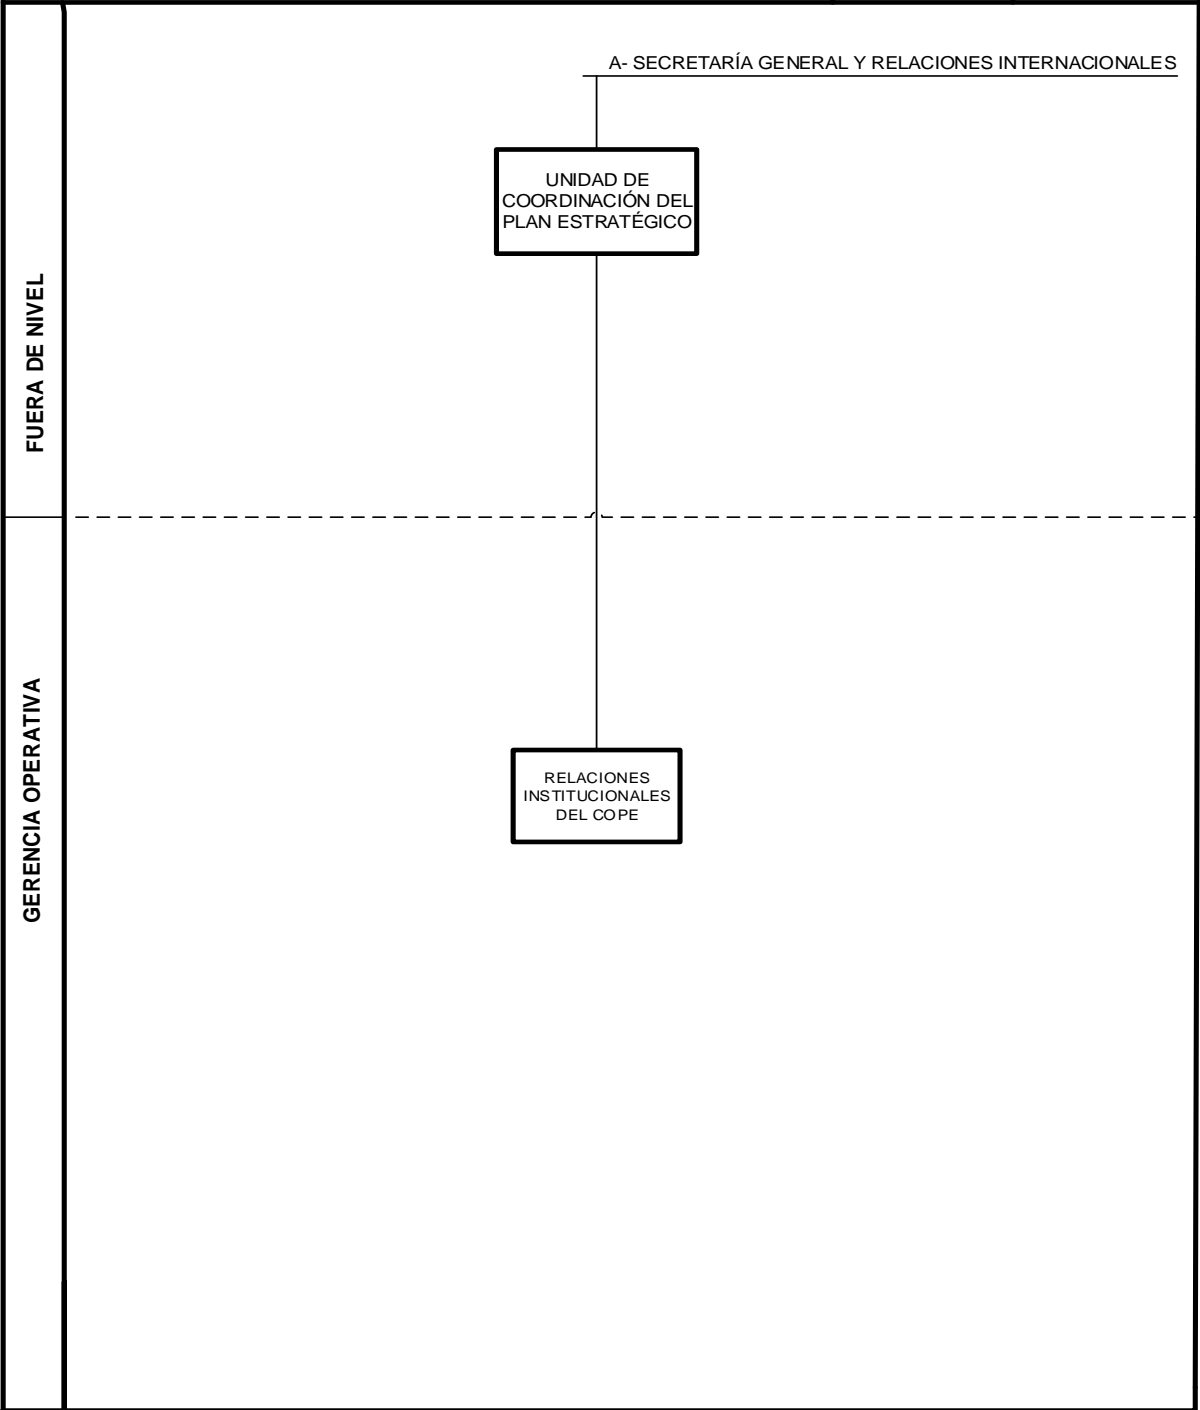 A- SECRETARÍA GENERAL Y RELACIONES INTERNACIONALES
UNIDAD DE
COORDINACIÓN DEL
PLAN ESTRATÉGICO
FUERA DE NIVEL
GERENCIA OPERATIVA
RELACIONES
INSTITUCIONALES
DEL COPE